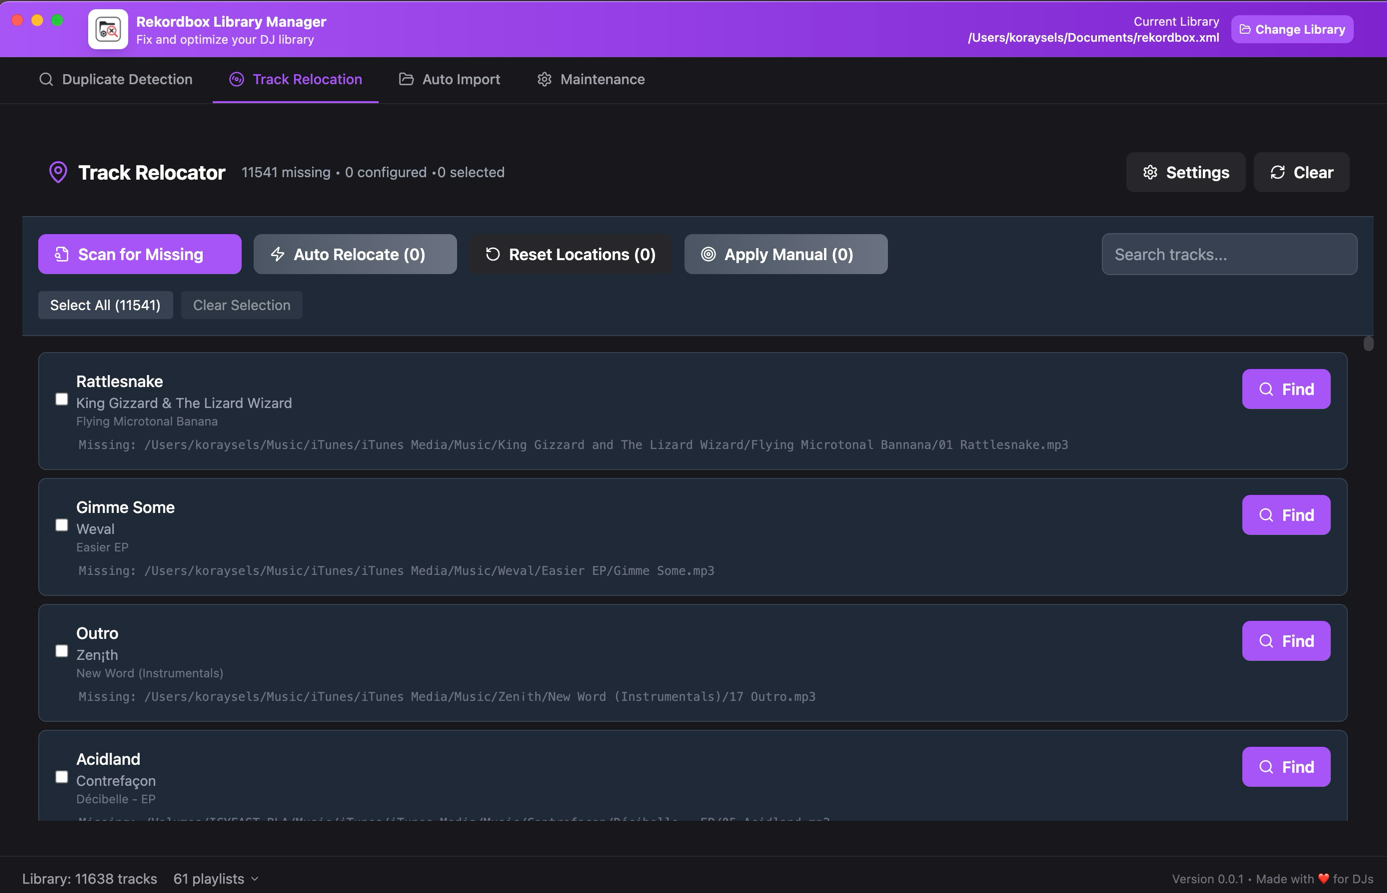 Rekordbox Library Manager
Fix and optimize your DJ library
Current Library
/Users/koraysels/Documents/rekordbox.xml
Change Library
Duplicate Detection
Track Relocation
Auto Import
Maintenance
Track Relocator
11541 missing • 0 configured •0 selected
Settings
Clear
Scan for Missing
Auto Relocate (0)
Reset Locations (0)
Apply Manual (0)
Search tracks...
Select All (11541)
Clear Selection
Rattlesnake
King Gizzard & The Lizard Wizard
Flying Microtonal Banana
Missing: /Users/koraysels/Music/iTunes/iTunes Media/Music/King Gizzard and The Lizard Wizard/Flying Microtonal Bannana/01 Rattlesnake.mp3
Find
Gimme Some
Weval
Easier EP
Missing: /Users/koraysels/Music/iTunes/iTunes Media/Music/Weval/Easier EP/Gimme Some.mp3
Find
Outro
Zen¡th
New Word (Instrumentals)
Missing: /Users/koraysels/Music/iTunes/iTunes Media/Music/Zen¡th/New Word (Instrumentals)/17 Outro.mp3
Find
Acidland
Contrefaçon
Décibelle - EP
Find
Library: 11638 tracks
61 playlists
Version 0.0.1 • Made with ❤️ for DJs